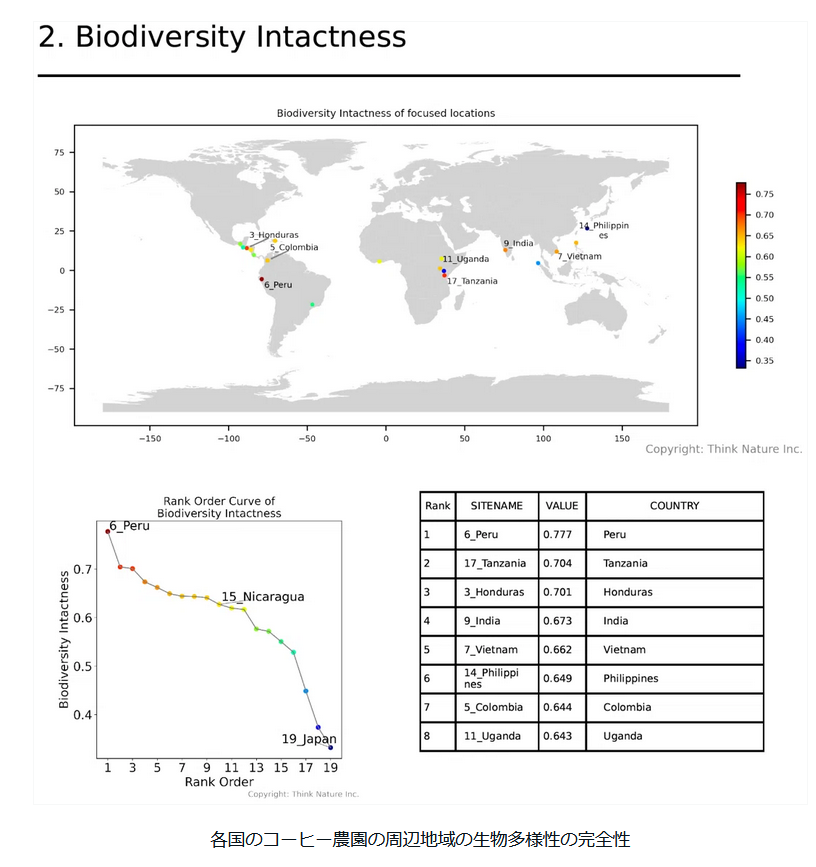 2. Biodiversity Intactness
Biodiversity Intactness of focused locations
75
50
25
0
−25
−50
−75
−150
−100
−50
0
50
100
150
3_Honduras
5_Colombia
6_Peru
11_Uganda
17_Tanzania
9_India
7_Vietnam
14_Philippin
es
0.75
0.70
0.65
0.60
0.55
0.50
0.45
0.40
0.35
Copyright: Think Nature Inc.
Rank Order Curve of
Biodiversity Intactness
6_Peru
15_Nicaragua
19_Japan
Biodiversity Intactness
0.7
0.6
0.5
0.4
1 3 5 7 9 11 13 15 17 19
Rank Order
Copyright: Think Nature Inc.
Rank SITENAME VALUE COUNTRY
1 6_Peru 0.777 Peru
2 17_Tanzania 0.704 Tanzania
3 3_Honduras 0.701 Honduras
4 9_India 0.673 India
5 7_Vietnam 0.662 Vietnam
6 14_Philippi
nes 0.649 Philippines
7 5_Colombia 0.644 Colombia
8 11_Uganda 0.643 Uganda
各国のコーヒー農園の周辺地域の生物多様性の完全性